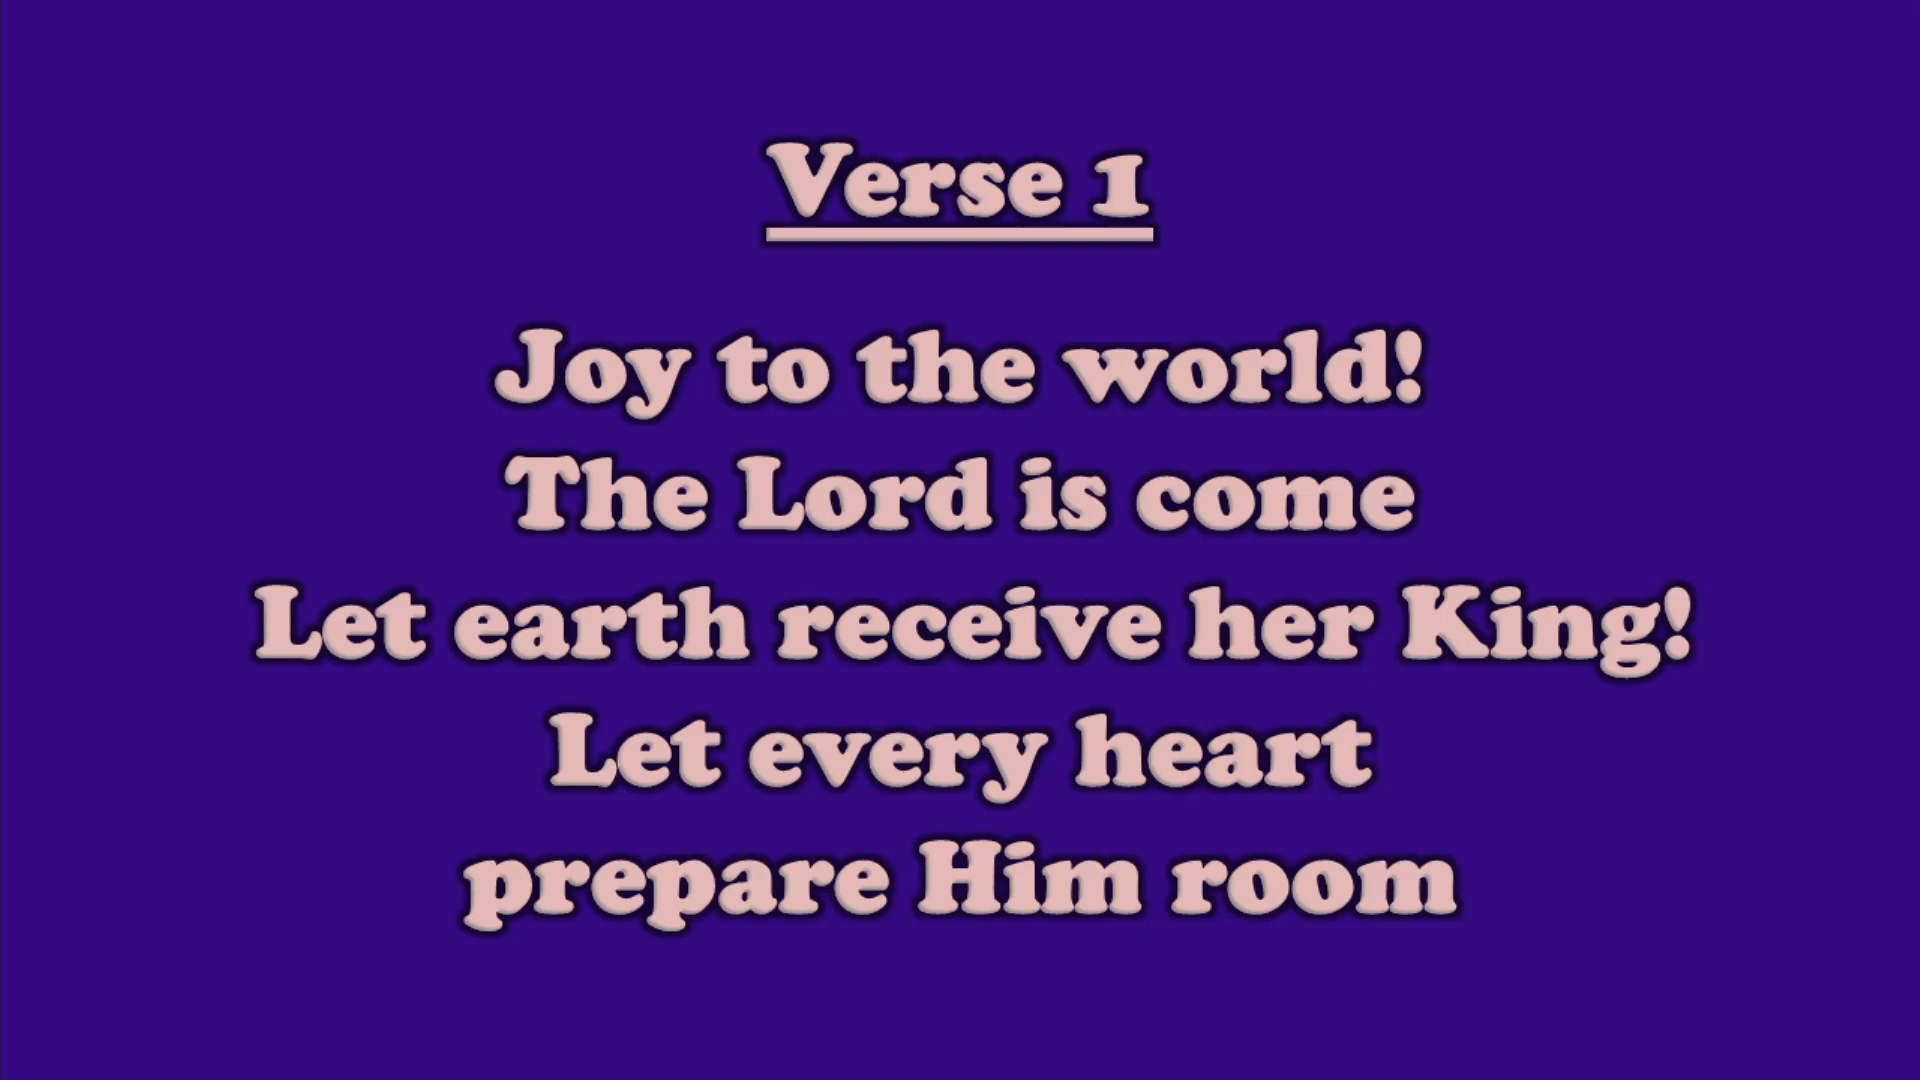 Verse 1
Joy to the world!
The Lord is come
Let earth receive her King!
Let every heart
prepare Him room